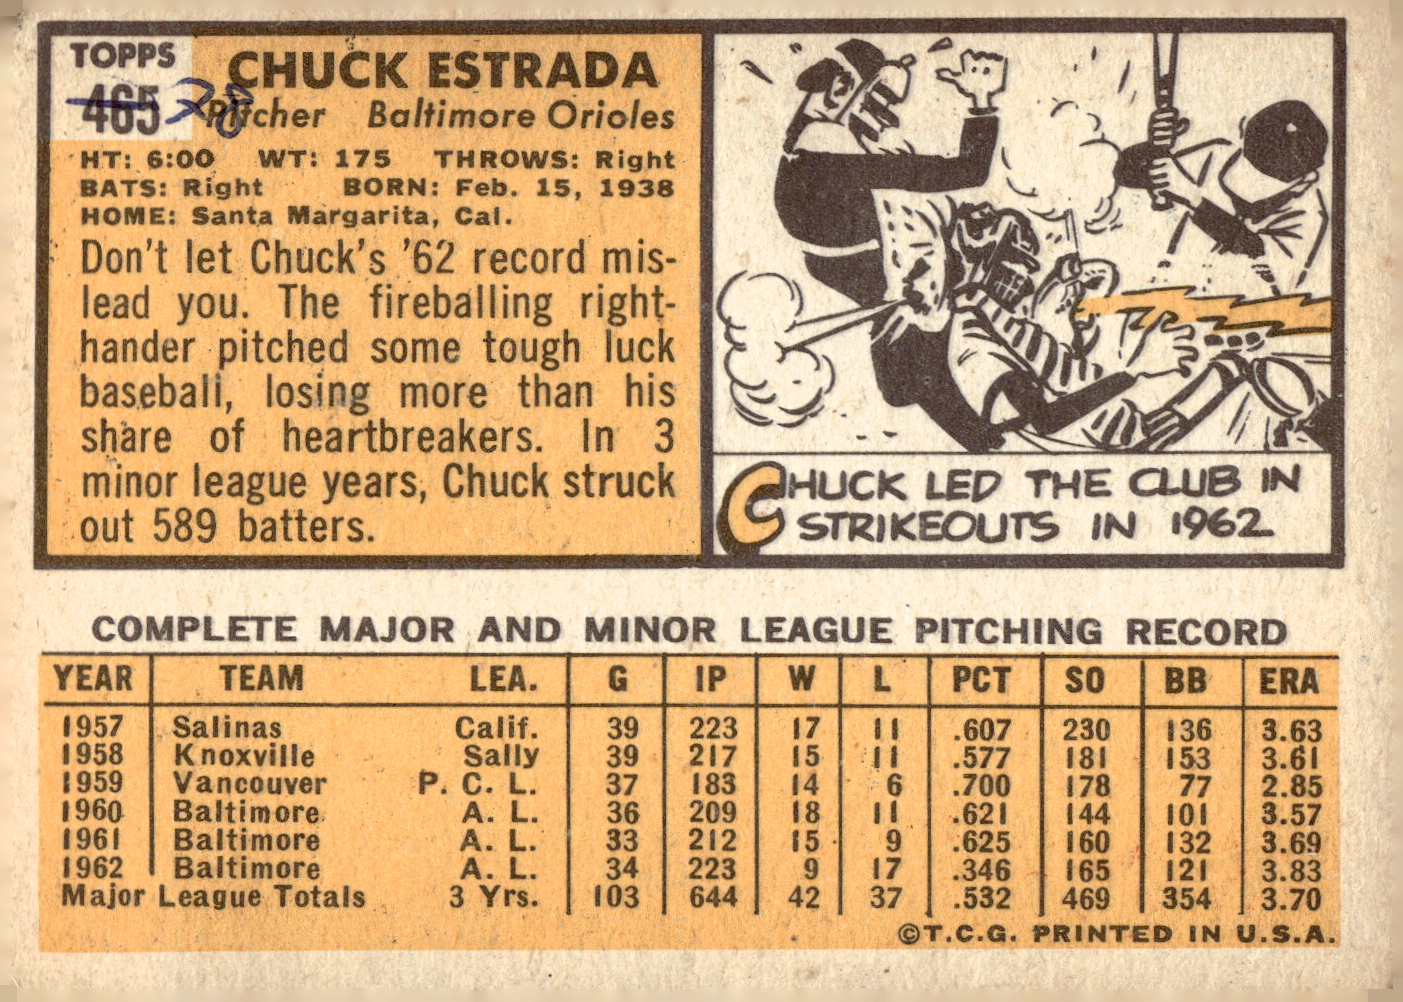 TOPPS
465 28
CHUCK ESTRADA
Pitcher Baltimore Orioles
HT: 6:00 WT: 175 THROWS: Right
BATS: Right BORN: Feb. 15, 1938
HOME: Santa Margarita, Cal.
Don't let Chuck's '62 record mis-
lead you. The fireballing right-
hander pitched some tough luck
baseball, losing more than his
share of heartbreakers. In 3
minor league years, Chuck struck
out 589 batters.
CHUCK LED THE CLUB IN
STRIKEOUTS IN 1962
COMPLETE MAJOR AND MINOR LEAGUE PITCHING RECORD
YEAR TEAM LEA. G IP W L PCT SO BB ERA
1957 Salinas Calif. 39 223 17 11 .607 230 136 3.63
1958 Knoxville Sally 39 217 15 11 .577 181 153 3.61
1959 Vancouver P. C. L. 37 183 14 6 .700 178 77 2.85
1960 Baltimore A. L. 36 209 18 11 .621 144 101 3.57
1961 Baltimore A. L. 33 212 15 9 .625 160 132 3.69
1962 Baltimore A. L. 34 223 9 17 .346 165 121 3.83
Major League Totals 3 Yrs. 103 644 42 37 .532 469 354 3.70
©T.C.G. PRINTED IN U.S.A.